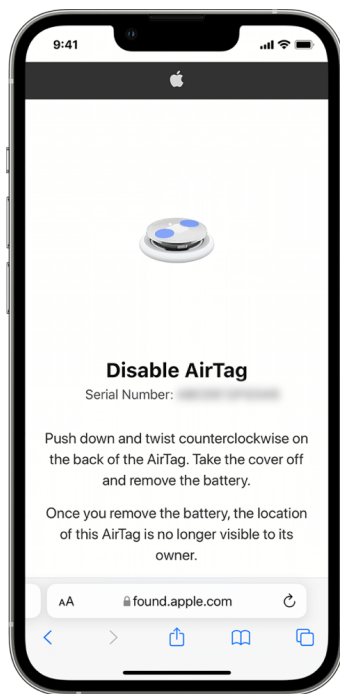 9:41
Disable AirTag
Serial Number:
Push down and twist counterclockwise on
the back of the AirTag. Take the cover off
and remove the battery.
Once you remove the battery, the location
of this AirTag is no longer visible to its
owner.
AA
found.apple.com